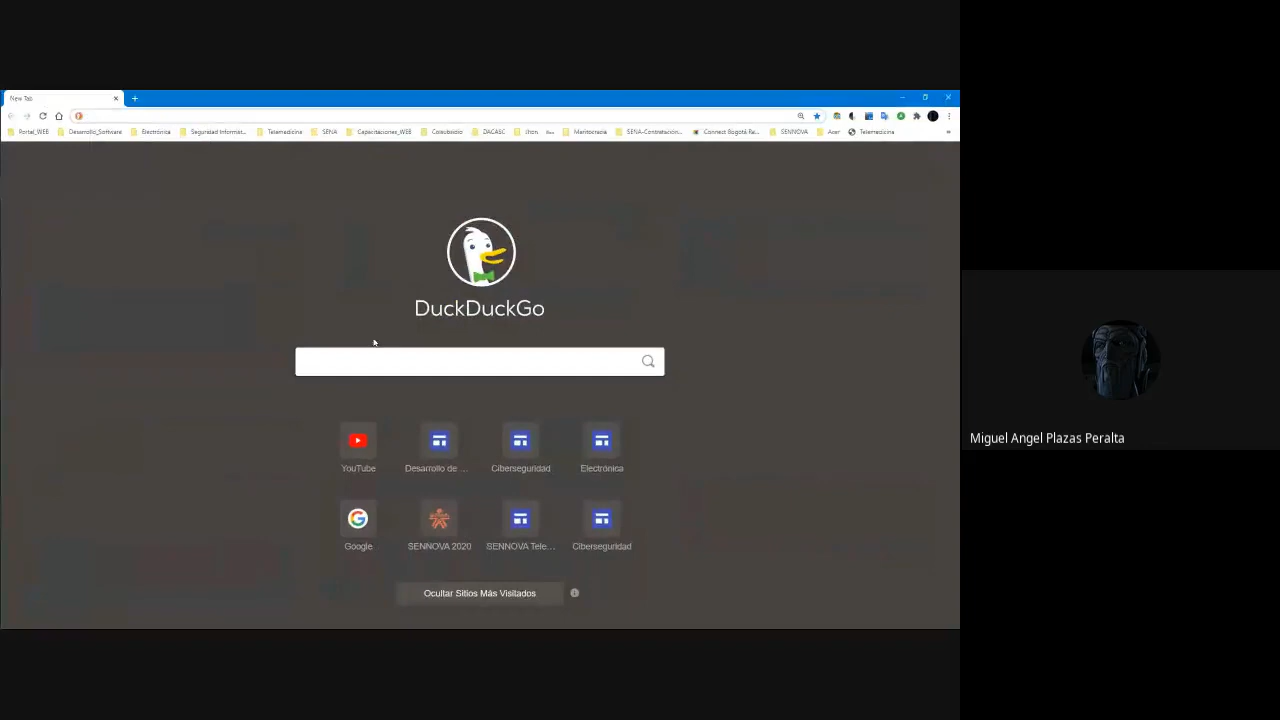 New Tab
Portal_WEB Desarrollo_Software Electrónica Seguridad Informát... Telemedicina SENA Capacitaciones_WEB Colsubsidio DAGASC Jhon Meritocracia SENA-Contratación... Connect Bogotá Re... SENNOVA Acer Telemedicina »
DuckDuckGo
YouTube Desarrollo de ... Ciberseguridad Electrónica
Google SENNOVA 2020 SENNOVA Tele... Ciberseguridad
Ocultar Sitios Más Visitados
Miguel Angel Plazas Peralta